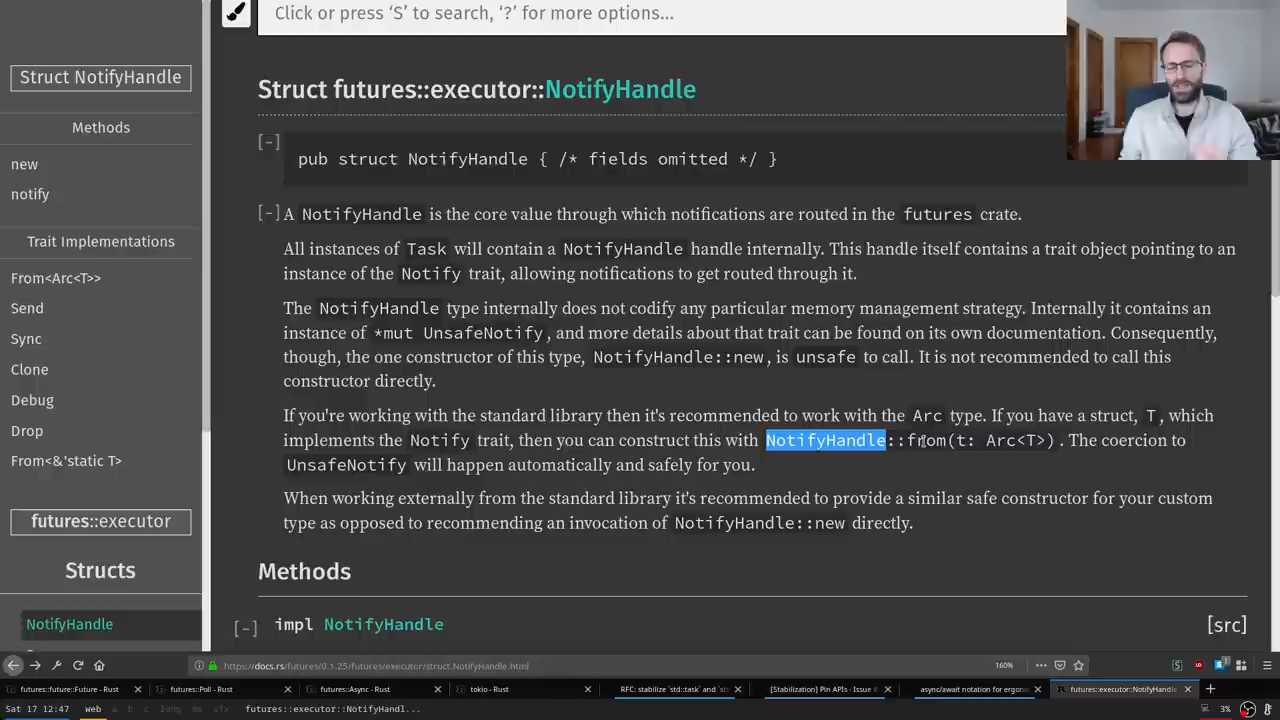 Click or press ‘S’ to search, ‘?’ for more options…
Struct NotifyHandle
Methods
new
notify
Trait Implementations
From<Arc<T>>
Send
Sync
Clone
Debug
Drop
From<&'static T>
futures::executor
Structs
NotifyHandle
Struct futures::executor::NotifyHandle
[-]
pub struct NotifyHandle { /* fields omitted */ }
[-] A NotifyHandle is the core value through which notifications are routed in the futures crate.
All instances of Task will contain a NotifyHandle handle internally. This handle itself contains a trait object pointing to an
instance of the Notify trait, allowing notifications to get routed through it.
The NotifyHandle type internally does not codify any particular memory management strategy. Internally it contains an
instance of *mut UnsafeNotify, and more details about that trait can be found on its own documentation. Consequently,
though, the one constructor of this type, NotifyHandle::new, is unsafe to call. It is not recommended to call this
constructor directly.
If you're working with the standard library then it's recommended to work with the Arc type. If you have a struct, T, which
implements the Notify trait, then you can construct this with NotifyHandle::from(t: Arc<T>). The coercion to
UnsafeNotify will happen automatically and safely for you.
When working externally from the standard library it's recommended to provide a similar safe constructor for your custom
type as opposed to recommending an invocation of NotifyHandle::new directly.
Methods
[-] impl NotifyHandle [src]
https://docs.rs/futures/0.1.25/futures/executor/struct.NotifyHandle.html 160%
futures::future::Future - Rust
futures::Poll - Rust
futures::Async - Rust
tokio - Rust
RFC: stabilize `std::task` and `std
[Stabilization] Pin APIs · Issue #
async/await notation for ergono
futures::executor::NotifyHandle
Sat 17 12:47 web a b c lung mw sfx futures::executor::NotifyHandl... 3%